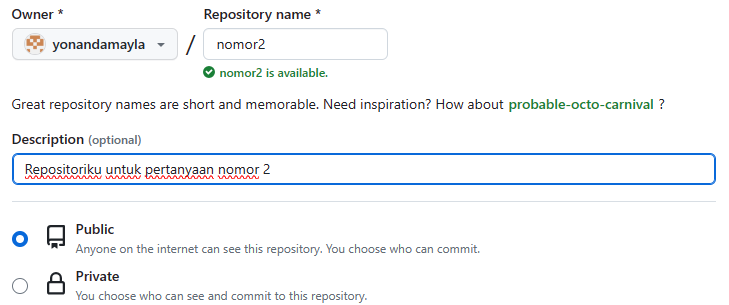 Owner * Repository name *
yonandamayla / nomor2
nomor2 is available.
Great repository names are short and memorable. Need inspiration? How about probable-octo-carnival ?
Description (optional)
Repositoriku untuk pertanyaan nomor 2
Public
Anyone on the internet can see this repository. You choose who can commit.
Private
You choose who can see and commit to this repository.